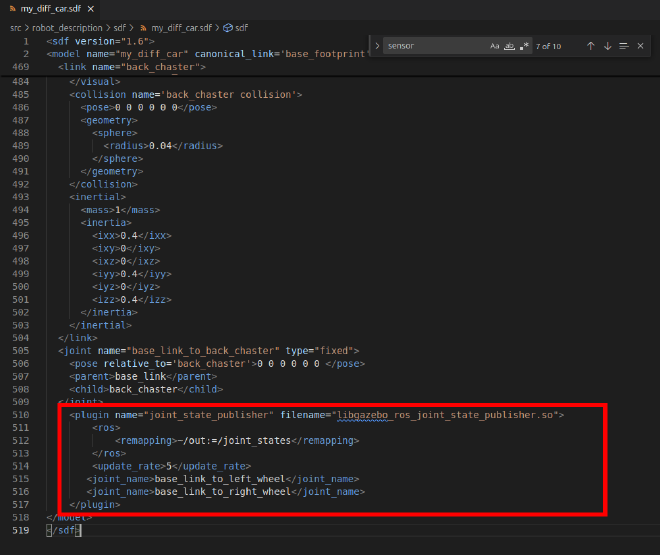 my_diff_car.sdf ×
src > robot_description > sdf > my_diff_car.sdf > sdf
sensor Aa ab .* 7 of 10
1 <sdf version="1.6">
2 <model name="my_diff_car" canonical_link='base_footprint'
469 <link name="back_chaster">
484 </visual>
485 <collision name='back_chaster collision'>
486 <pose>0 0 0 0 0 0</pose>
487 <geometry>
488 <sphere>
489 <radius>0.04</radius>
490 </sphere>
491 </geometry>
492 </collision>
493 <inertial>
494 <mass>1</mass>
495 <inertia>
496 <ixx>0.4</ixx>
497 <ixy>0</ixy>
498 <ixz>0</ixz>
499 <iyy>0.4</iyy>
500 <iyz>0</iyz>
501 <izz>0.4</izz>
502 </inertia>
503 </inertial>
504 </link>
505 <joint name="base_link_to_back_chaster" type="fixed">
506 <pose relative_to='back_chaster'>0 0 0 0 0 0 </pose>
507 <parent>base_link</parent>
508 <child>back_chaster</child>
509 </joint>
510 <plugin name="joint_state_publisher" filename="libgazebo_ros_joint_state_publisher.so">
511 <ros>
512 <remapping>~/out:=/joint_states</remapping>
513 </ros>
514 <update_rate>5</update_rate>
515 <joint_name>base_link_to_left_wheel</joint_name>
516 <joint_name>base_link_to_right_wheel</joint_name>
517 </plugin>
518 </model>
519 </sdf>